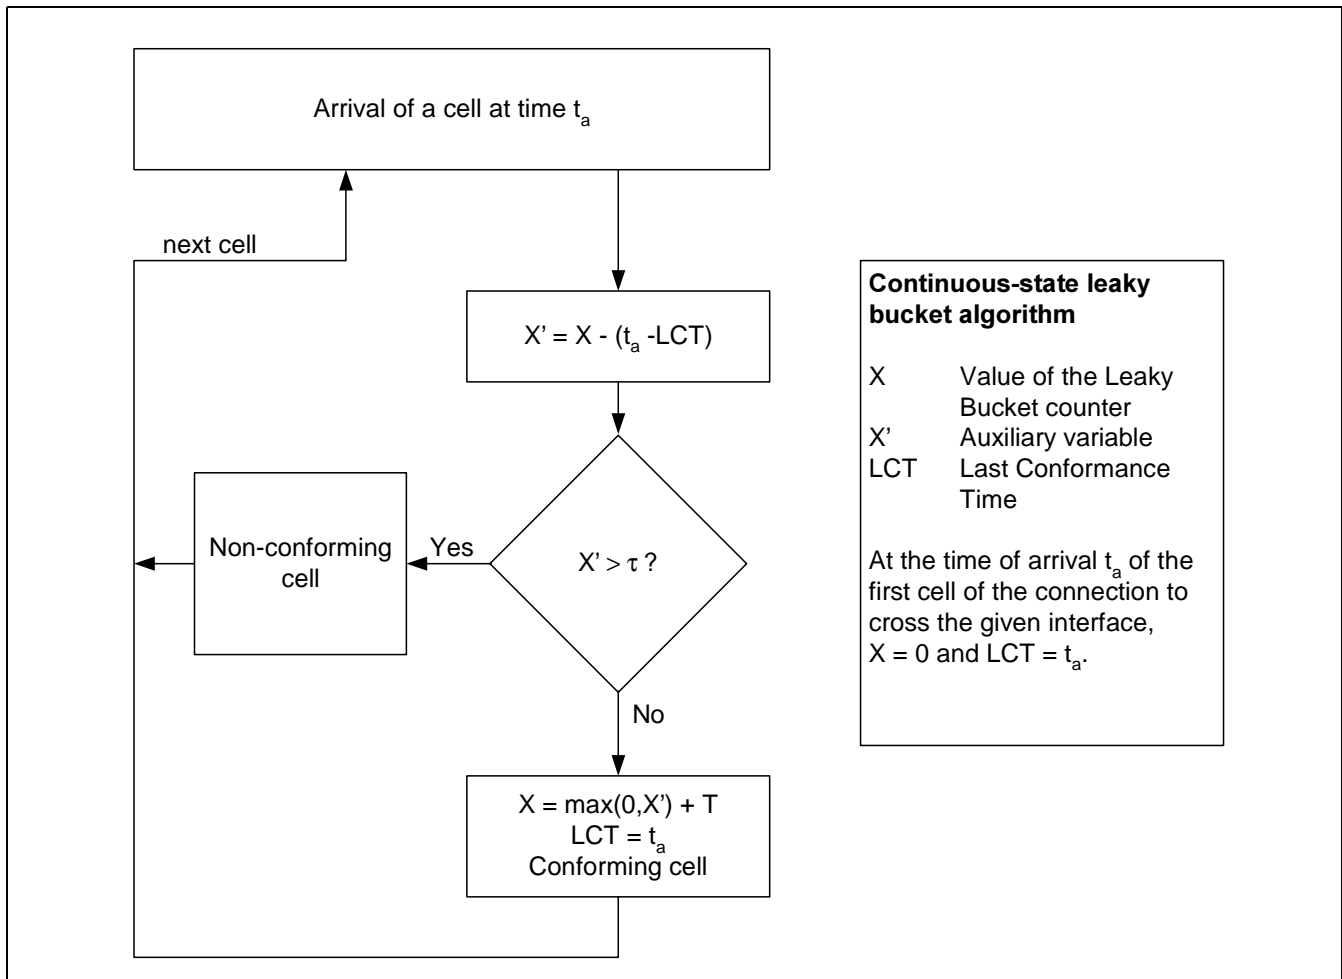 Arrival of a cell at time ta
next cell
X' = X - (ta -LCT)
Non-conforming
cell
Yes
X' > τ ?
No
X = max(0,X') + T
LCT = ta
Conforming cell
Continuous-state leaky
bucket algorithm
X Value of the Leaky
Bucket counter
X' Auxiliary variable
LCT Last Conformance
Time
At the time of arrival ta of the
first cell of the connection to
cross the given interface,
X = 0 and LCT = ta.